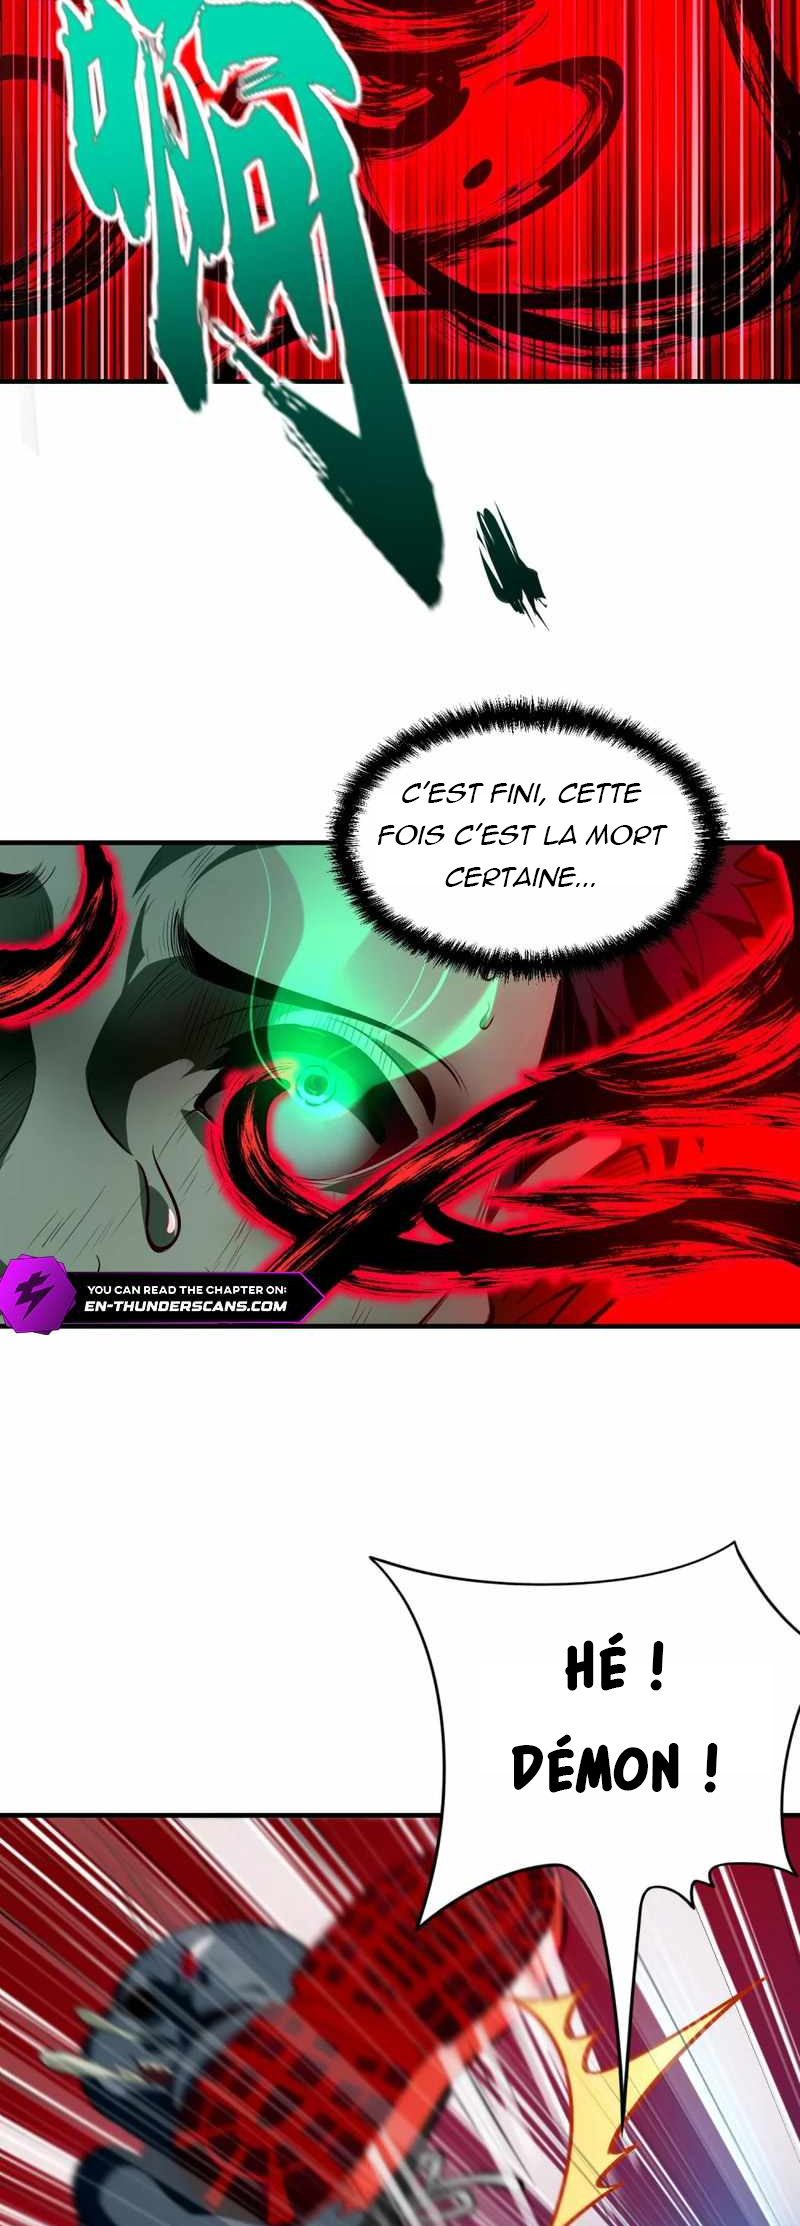 啊
C'EST FINI, CETTE
FOIS C'EST LA MORT
CERTAINE...
YOU CAN READ THE CHAPTER ON:
EN-THUNDERSCANS.COM
HÉ !
DÉMON !